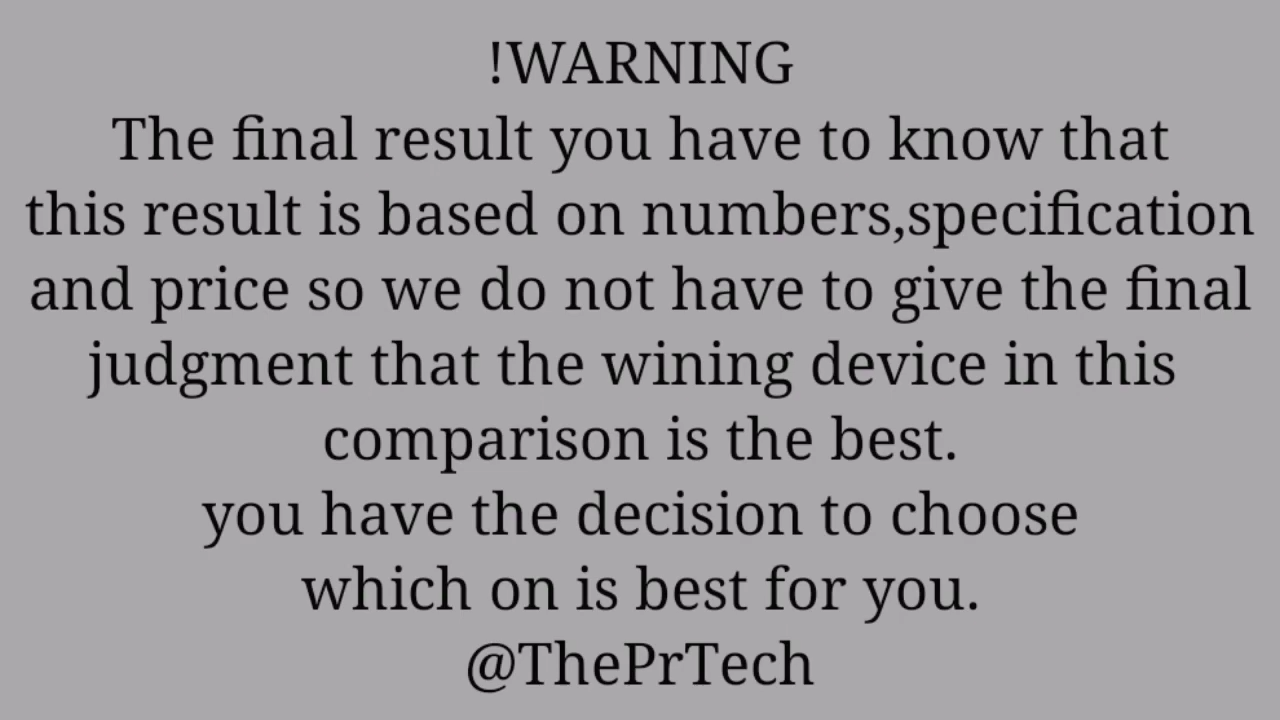 !WARNING
The final result you have to know that
this result is based on numbers,specification
and price so we do not have to give the final
judgment that the wining device in this
comparison is the best.
you have the decision to choose
which on is best for you.
@ThePrTech